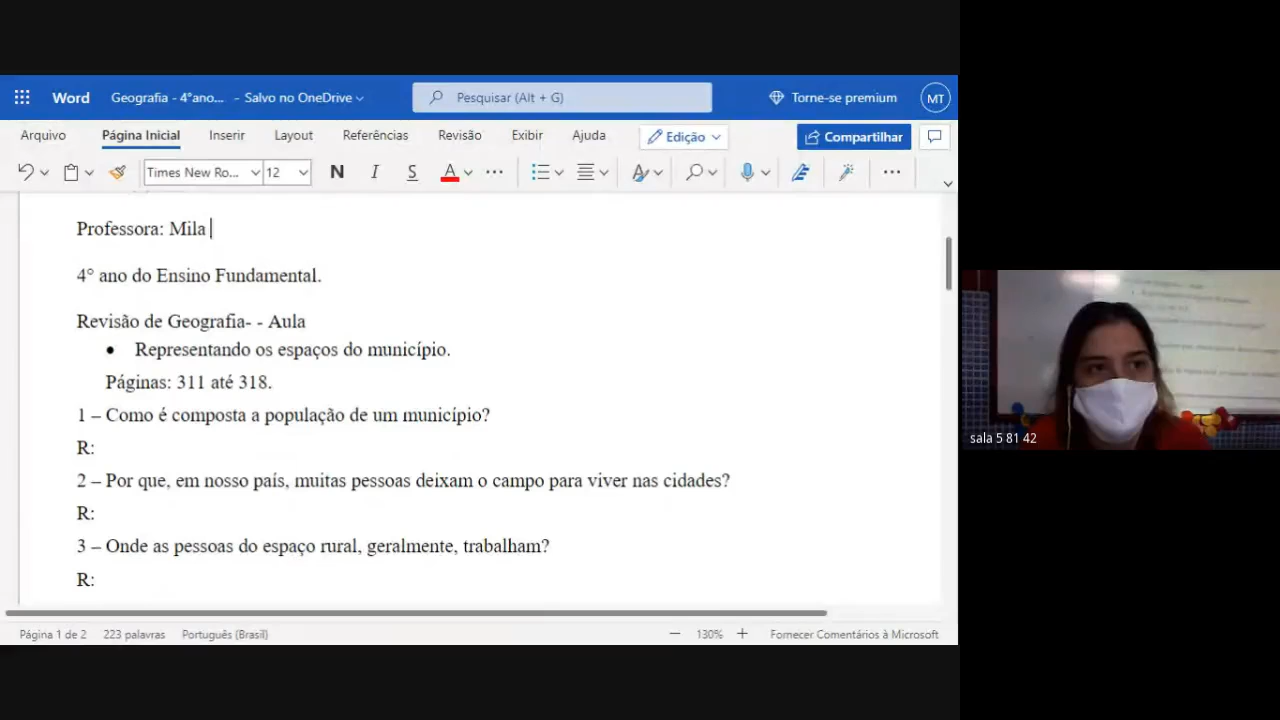 Word Geografia - 4°ano... - Salvo no OneDrive Pesquisar (Alt + G) Torne-se premium MT
Arquivo Página Inicial Inserir Layout Referências Revisão Exibir Ajuda Edição Compartilhar
Times New Ro... 12 N I S A
Professora: Mila
4° ano do Ensino Fundamental.
Revisão de Geografia- - Aula
• Representando os espaços do município.
Páginas: 311 até 318.
1 – Como é composta a população de um município?
R:
2 – Por que, em nosso país, muitas pessoas deixam o campo para viver nas cidades?
R:
3 – Onde as pessoas do espaço rural, geralmente, trabalham?
R:
Página 1 de 2 223 palavras Português (Brasil) 130% Fornecer Comentários à Microsoft
sala 5 81 42